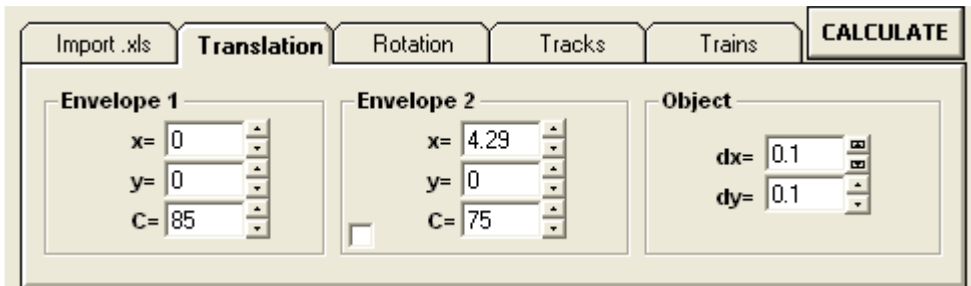 Import .xls Translation Rotation Tracks Trains CALCULATE
Envelope 1 Envelope 2 Object
x= 0 x= 4.29 dx= 0.1
y= 0 y= 0 dy= 0.1
C= 85 C= 75